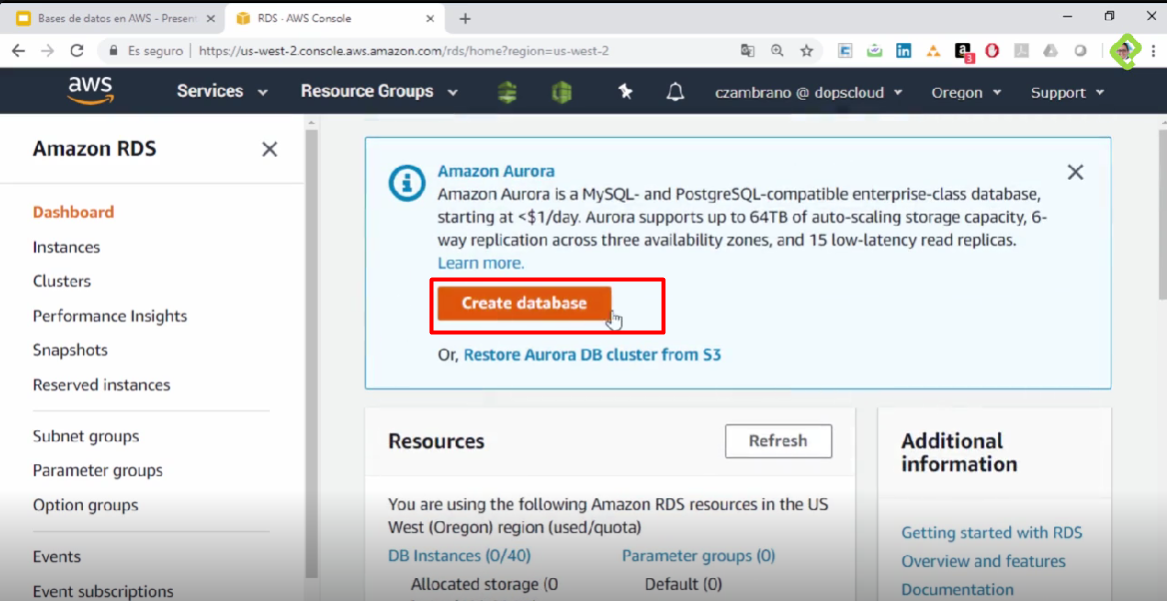 Bases de datos en AWS - Presen
RDS · AWS Console
Es seguro | https://us-west-2.console.aws.amazon.com/rds/home?region=us-west-2
3
aws
Services
Resource Groups
czambrano @ dopscloud
Oregon
Support
Amazon RDS
Dashboard
Instances
Clusters
Performance Insights
Snapshots
Reserved instances
Subnet groups
Parameter groups
Option groups
Events
Event subscriptions
Amazon Aurora
Amazon Aurora is a MySQL- and PostgreSQL-compatible enterprise-class database,
starting at <$1/day. Aurora supports up to 64TB of auto-scaling storage capacity, 6-
way replication across three availability zones, and 15 low-latency read replicas.
Learn more.
Create database
Or, Restore Aurora DB cluster from S3
Resources
Refresh
You are using the following Amazon RDS resources in the US
West (Oregon) region (used/quota)
DB Instances (0/40)
Allocated storage (0
Parameter groups (0)
Default (0)
Additional
information
Getting started with RDS
Overview and features
Documentation